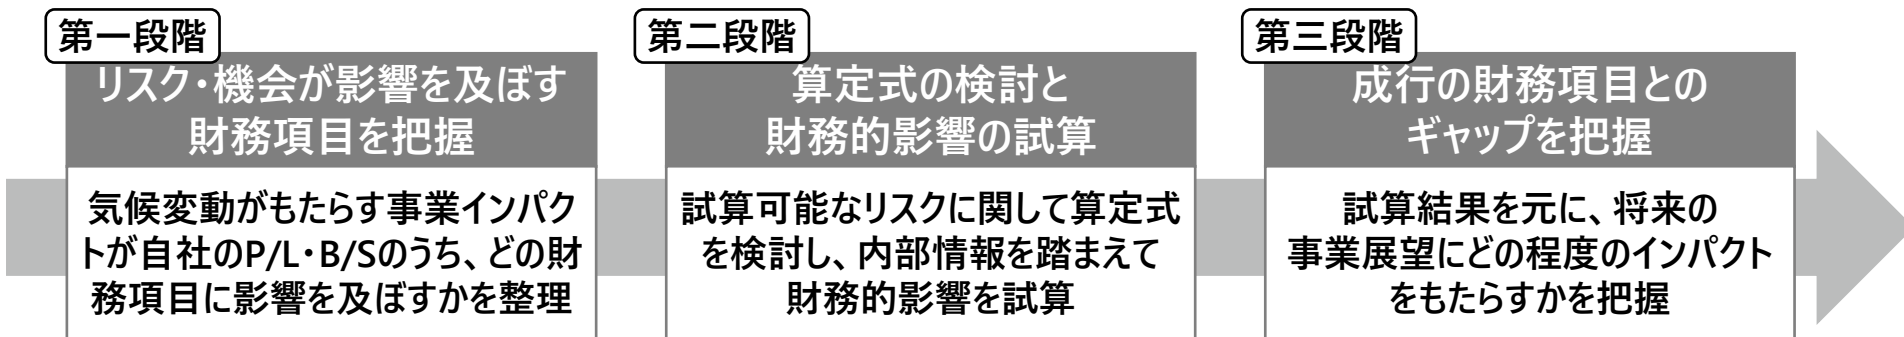 第一段階
リスク・機会が影響を及ぼす
財務項目を把握
気候変動がもたらす事業インパク
トが自社のP/L・B/Sのうち、どの財
務項目に影響を及ぼすかを整理
第二段階
算定式の検討と
財務的影響の試算
試算可能なリスクに関して算定式
を検討し、内部情報を踏まえて
財務的影響を試算
第三段階
成行の財務項目との
ギャップを把握
試算結果を元に、将来の
事業展望にどの程度のインパクト
をもたらすかを把握